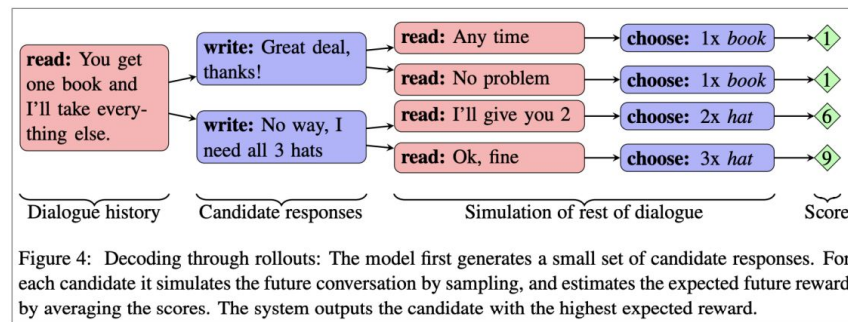 read: You get
one book and
I'll take every-
thing else.
write: Great deal,
thanks!
write: No way, I
need all 3 hats
read: Any time
choose: 1x book
1
read: No problem
choose: 1x book
1
read: I'll give you 2
choose: 2x hat
6
read: Ok, fine
choose: 3x hat
9
Dialogue history
Candidate responses
Simulation of rest of dialogue
Score
Figure 4: Decoding through rollouts: The model first generates a small set of candidate responses. For
each candidate it simulates the future conversation by sampling, and estimates the expected future reward
by averaging the scores. The system outputs the candidate with the highest expected reward.